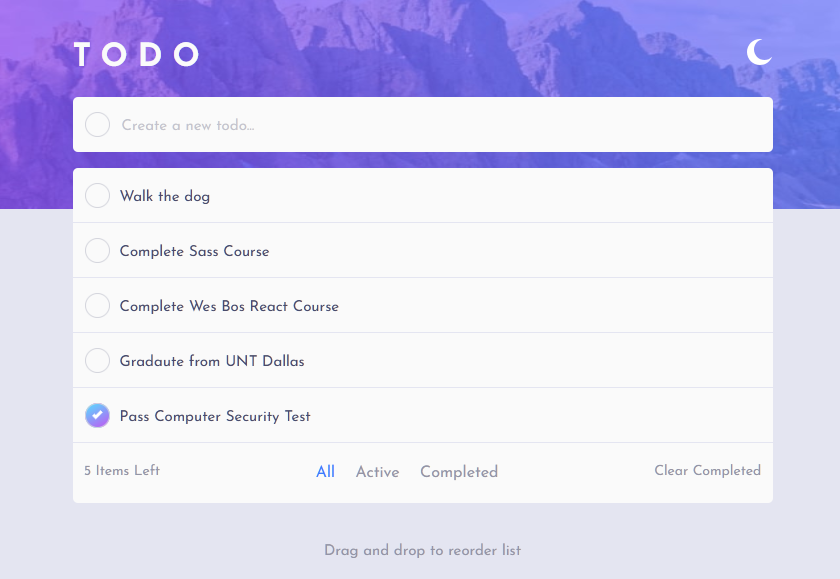 TODO
Create a new todo...
Walk the dog
Complete Sass Course
Complete Wes Bos React Course
Gradaute from UNT Dallas
Pass Computer Security Test
5 Items Left All Active Completed Clear Completed
Drag and drop to reorder list